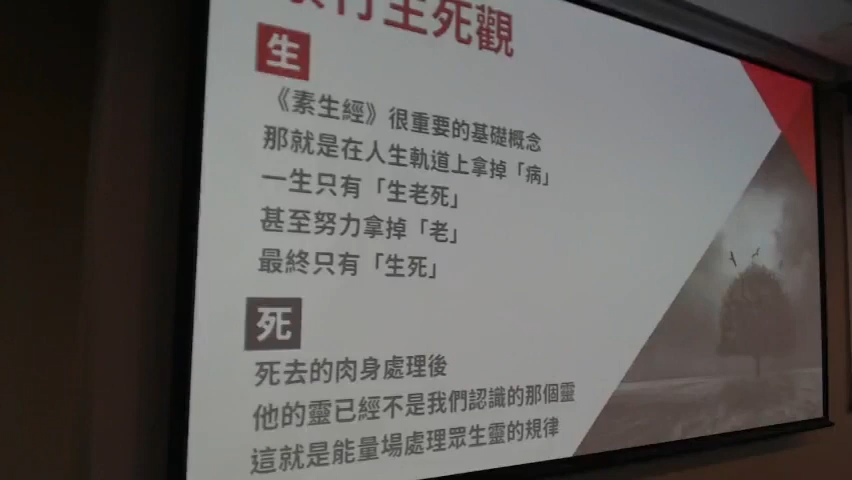 行生死觀
生
《素生經》很重要的基礎概念
那就是在人生軌道上拿掉「病」
一生只有「生老死」
甚至努力拿掉「老」
最終只有「生死」
死
死去的肉身處理後
他的靈已經不是我們認識的那個靈
這就是能量場處理眾生靈的規律